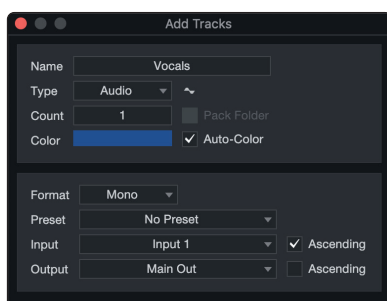 Add Tracks
Name Vocals
Type Audio
Count 1 Pack Folder
Color Auto-Color
Format Mono
Preset No Preset
Input Input 1 Ascending
Output Main Out Ascending